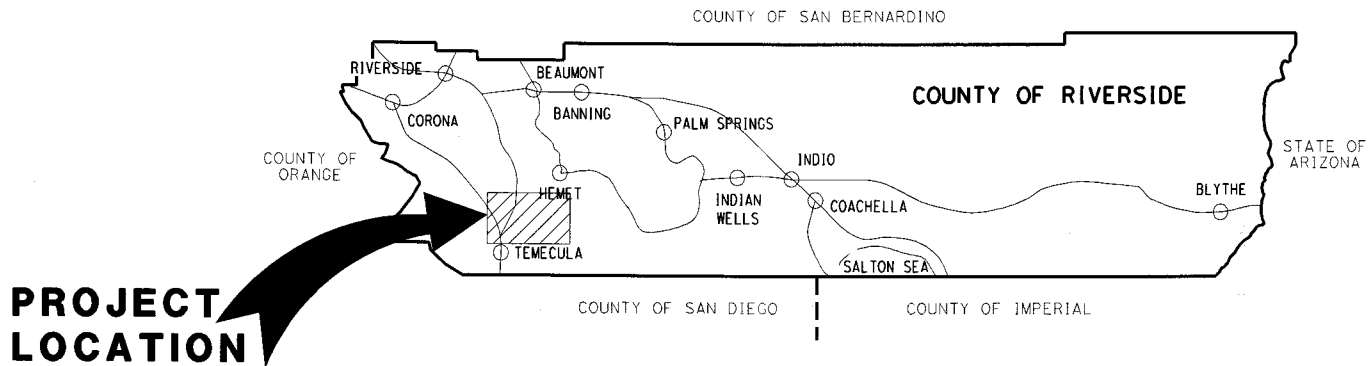 COUNTY OF SAN BERNARDINO
RIVERSIDE
BEAUMONT
COUNTY OF RIVERSIDE
CORONA
BANNING
PALM SPRINGS
COUNTY OF
ORANGE
STATE OF
ARIZONA
INDIO
HEMET
BLYTHE
INDIAN
WELLS
COACHELLA
TEMECULA
SALTON SEA
PROJECT
LOCATION
COUNTY OF SAN DIEGO
COUNTY OF IMPERIAL